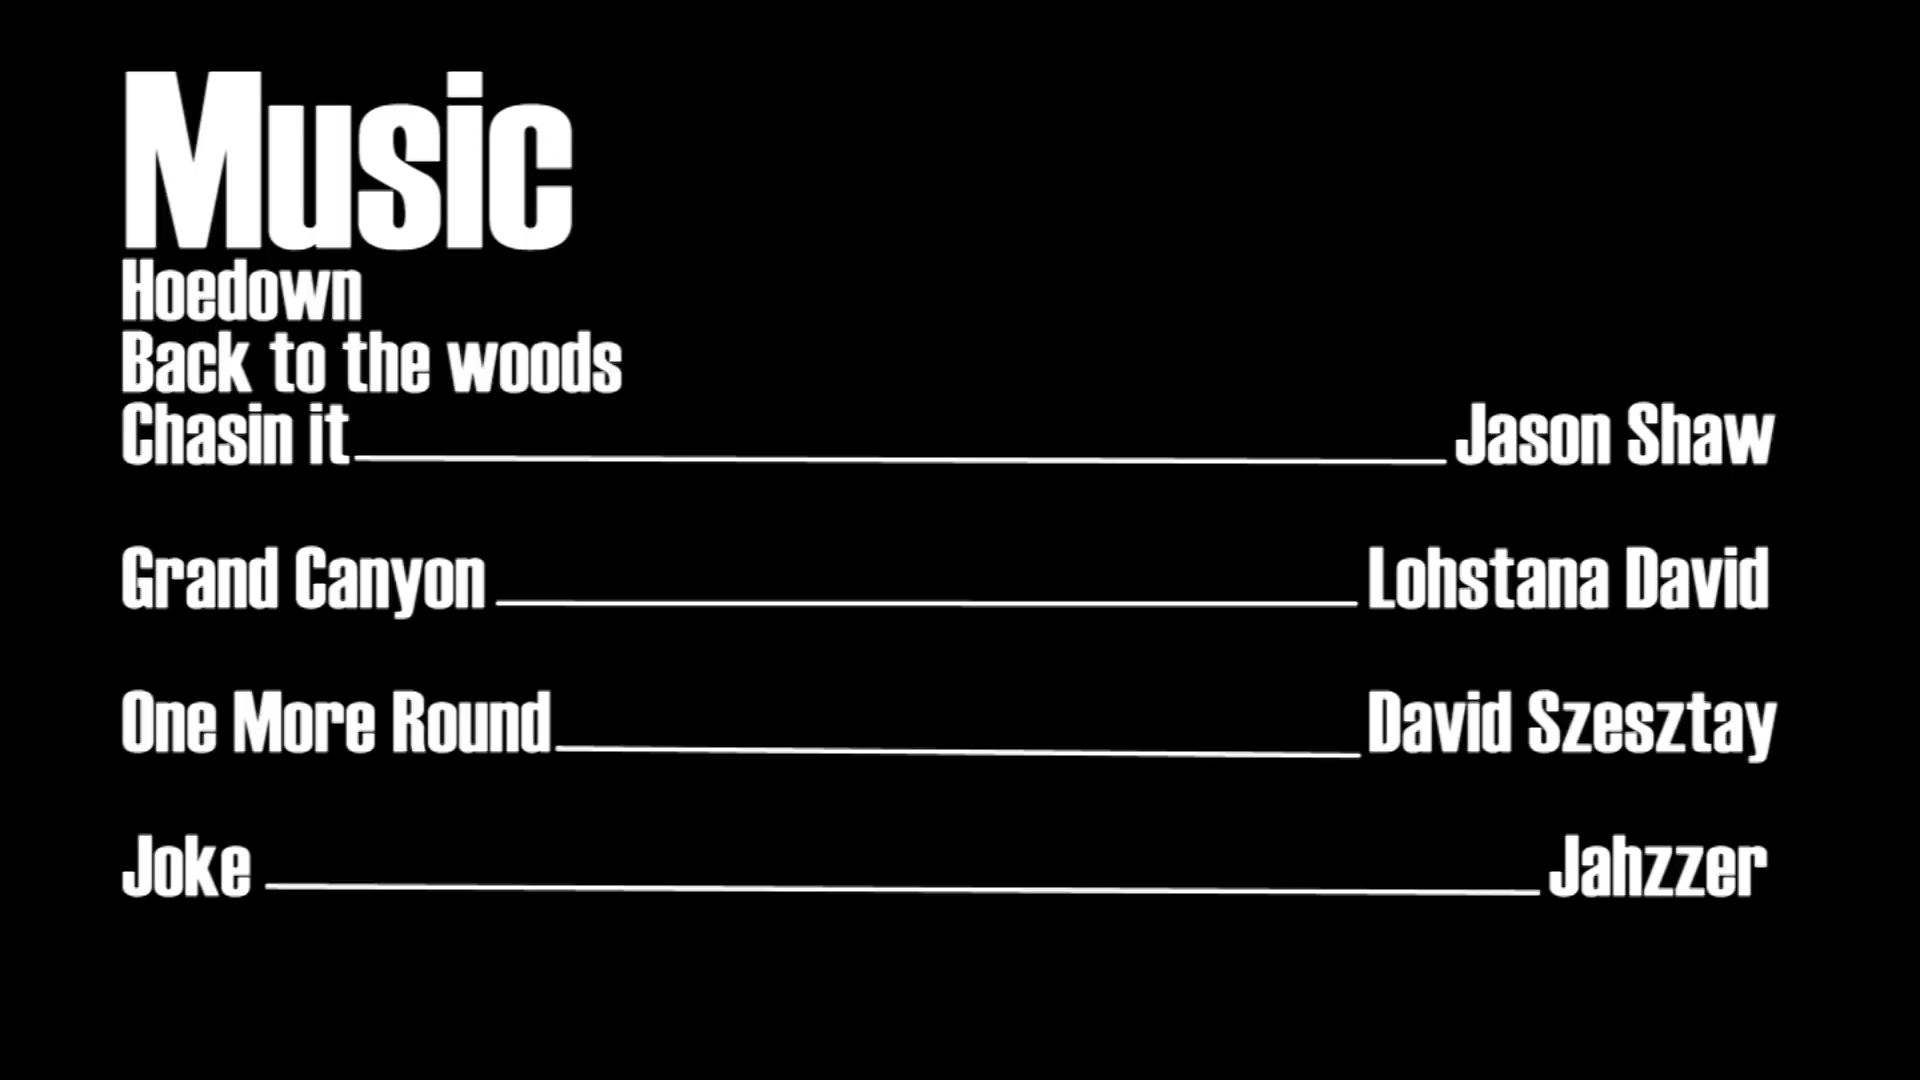 Music
Hoedown
Back to the woods
Chasin it Jason Shaw
Grand Canyon Lohstana David
One More Round David Szesztay
Joke Jahzzer